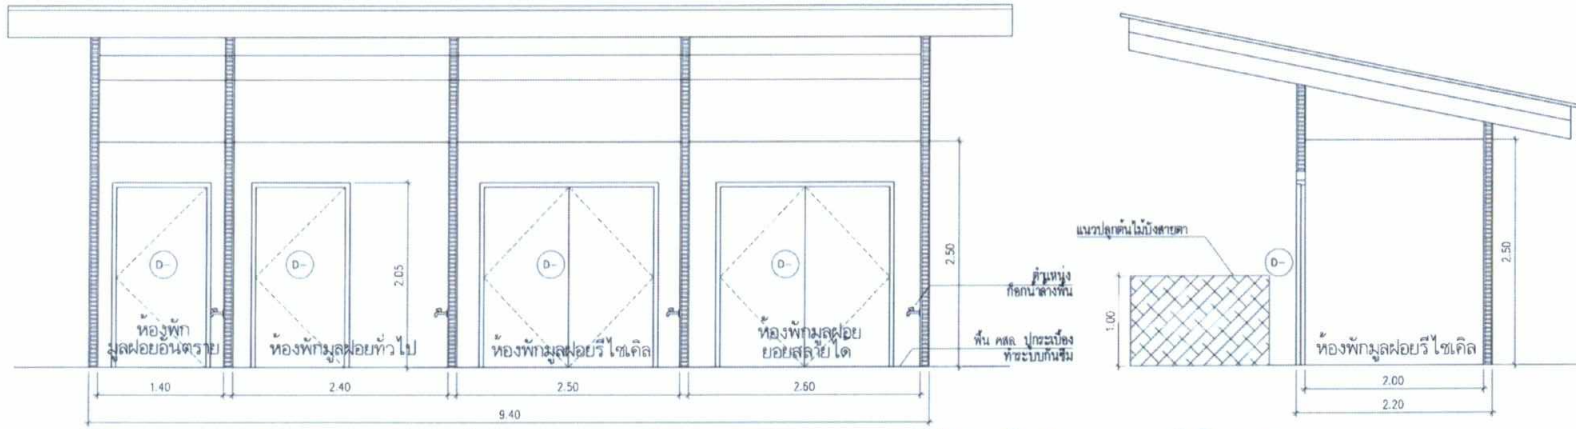 D-
D-
D-
D-
2.05
2.50
ห้องพัก
มูลฝอยอันตราย
ห้องพักมูลฝอยทั่วไป
ห้องพักมูลฝอยรีไซเคิล
ห้องพักมูลฝอย
ย่อยสลายได้
ตำแหน่ง
ก๊อกน้ำล้างพื้น
พื้น คสล. ปูกระเบื้อง
ทำระบบกันซึม
1.40
2.40
2.50
2.60
9.40
แนวปลูกต้นไม้บังสายตา
D-
1.00
2.50
ห้องพักมูลฝอยรีไซเคิล
2.00
2.20